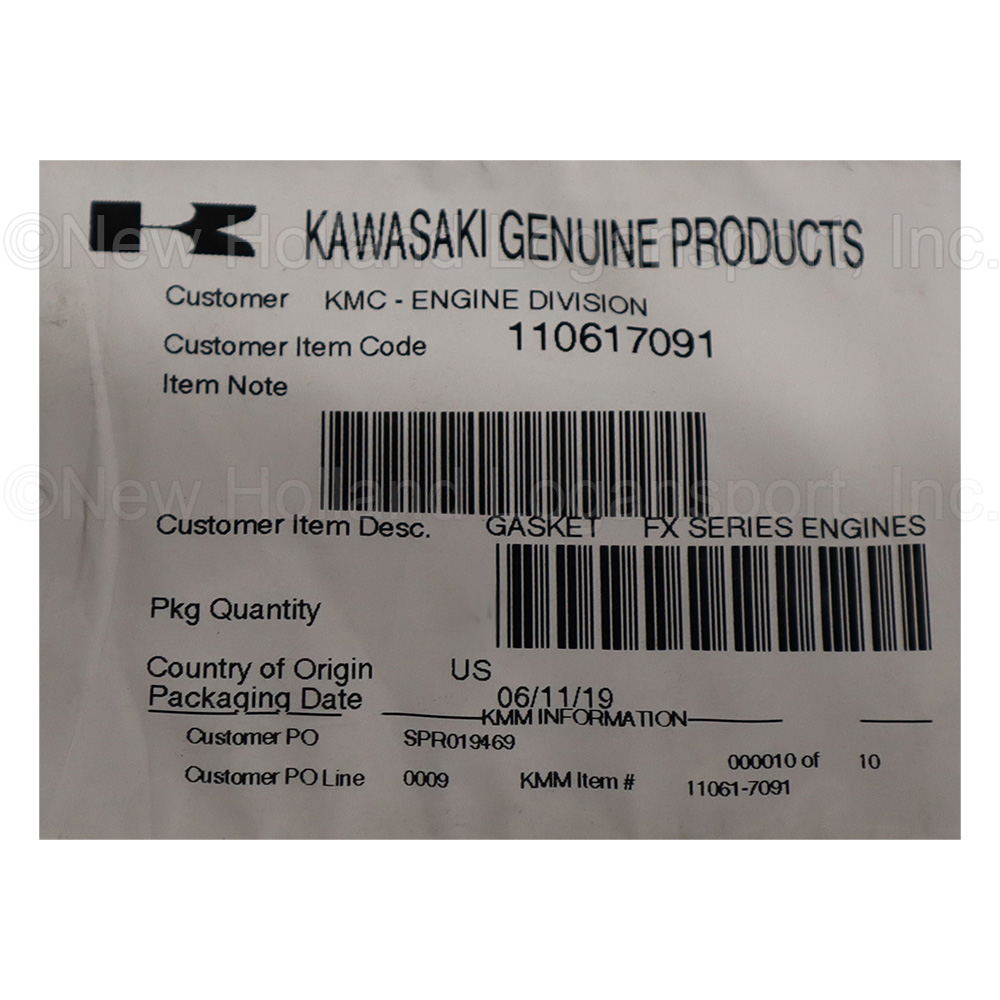 KAWASAKI GENUINE PRODUCTS
©New Holland Logansport, Inc.
Customer KMC - ENGINE DIVISION
Customer Item Code 110617091
Item Note
©New Holland Logansport, Inc.
Customer Item Desc. GASKET FX SERIES ENGINES
Pkg Quantity
Country of Origin US
Packaging Date 06/11/19
KMM INFORMATION
Customer PO SPR019469
000010 of 10
Customer PO Line 0009 KMM Item # 11061-7091